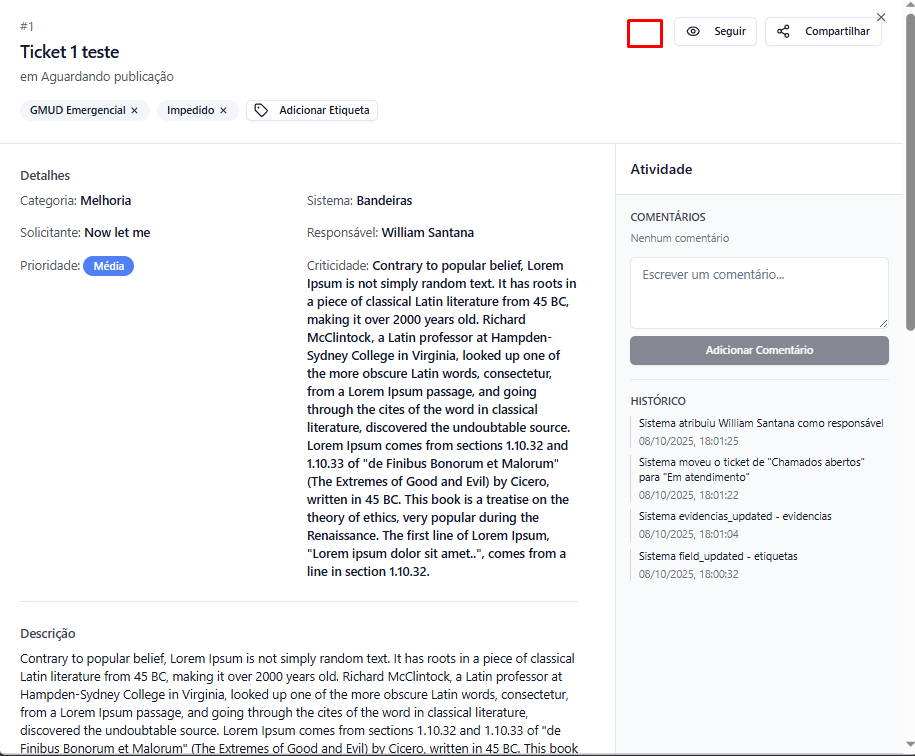 #1
Ticket 1 teste
em Aguardando publicação
Seguir
Compartilhar
GMUD Emergencial ×
Impedido ×
Adicionar Etiqueta
Detalhes
Categoria: Melhoria
Sistema: Bandeiras
Solicitante: Now let me
Responsável: William Santana
Prioridade: Média
Criticidade: Contrary to popular belief, Lorem
Ipsum is not simply random text. It has roots in
a piece of classical Latin literature from 45 BC,
making it over 2000 years old. Richard
McClintock, a Latin professor at Hampden-
Sydney College in Virginia, looked up one of
the more obscure Latin words, consectetur,
from a Lorem Ipsum passage, and going
through the cites of the word in classical
literature, discovered the undoubtable source.
Lorem Ipsum comes from sections 1.10.32 and
1.10.33 of "de Finibus Bonorum et Malorum"
(The Extremes of Good and Evil) by Cicero,
written in 45 BC. This book is a treatise on the
theory of ethics, very popular during the
Renaissance. The first line of Lorem Ipsum,
"Lorem ipsum dolor sit amet..", comes from a
line in section 1.10.32.
Descrição
Contrary to popular belief, Lorem Ipsum is not simply random text. It has roots in a piece of classical
Latin literature from 45 BC, making it over 2000 years old. Richard McClintock, a Latin professor at
Hampden-Sydney College in Virginia, looked up one of the more obscure Latin words, consectetur,
from a Lorem Ipsum passage, and going through the cites of the word in classical literature,
discovered the undoubtable source. Lorem Ipsum comes from sections 1.10.32 and 1.10.33 of "de
Finibus Bonorum et Malorum" (The Extremes of Good and Evil) by Cicero, written in 45 BC. This book
Atividade
COMENTÁRIOS
Nenhum comentário
Escrever um comentário...
Adicionar Comentário
HISTÓRICO
Sistema atribuiu William Santana como responsável
08/10/2025, 18:01:25
Sistema moveu o ticket de "Chamados abertos"
para "Em atendimento"
08/10/2025, 18:01:22
Sistema evidencias_updated - evidencias
08/10/2025, 18:01:04
Sistema field_updated - etiquetas
08/10/2025, 18:00:32